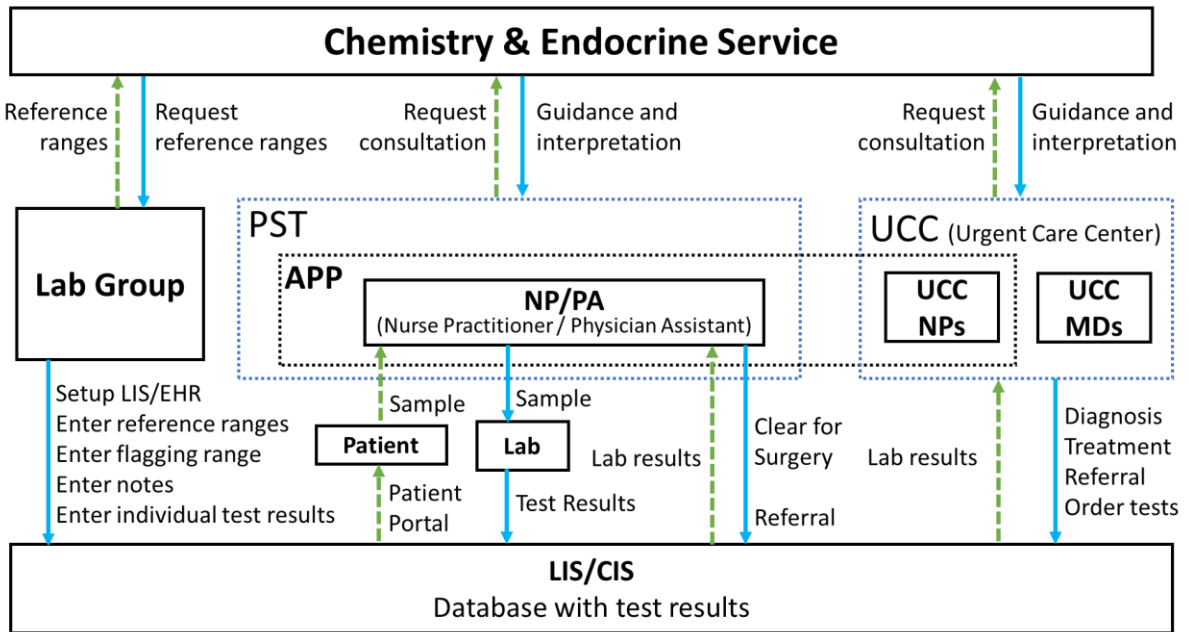 Chemistry & Endocrine Service
Reference
ranges
Request
reference ranges
Request
consultation
Guidance and
interpretation
Request
consultation
Guidance and
interpretation
Lab Group
PST
APP
NP/PA
(Nurse Practitioner / Physician Assistant)
UCC (Urgent Care Center)
UCC
NPs
UCC
MDs
Setup LIS/EHR
Enter reference ranges
Enter flagging range
Enter notes
Enter individual test results
Sample
Patient
Patient
Portal
Sample
Lab
Test Results
Lab results
Clear for
Surgery
Referral
Lab results
Diagnosis
Treatment
Referral
Order tests
LIS/CIS
Database with test results